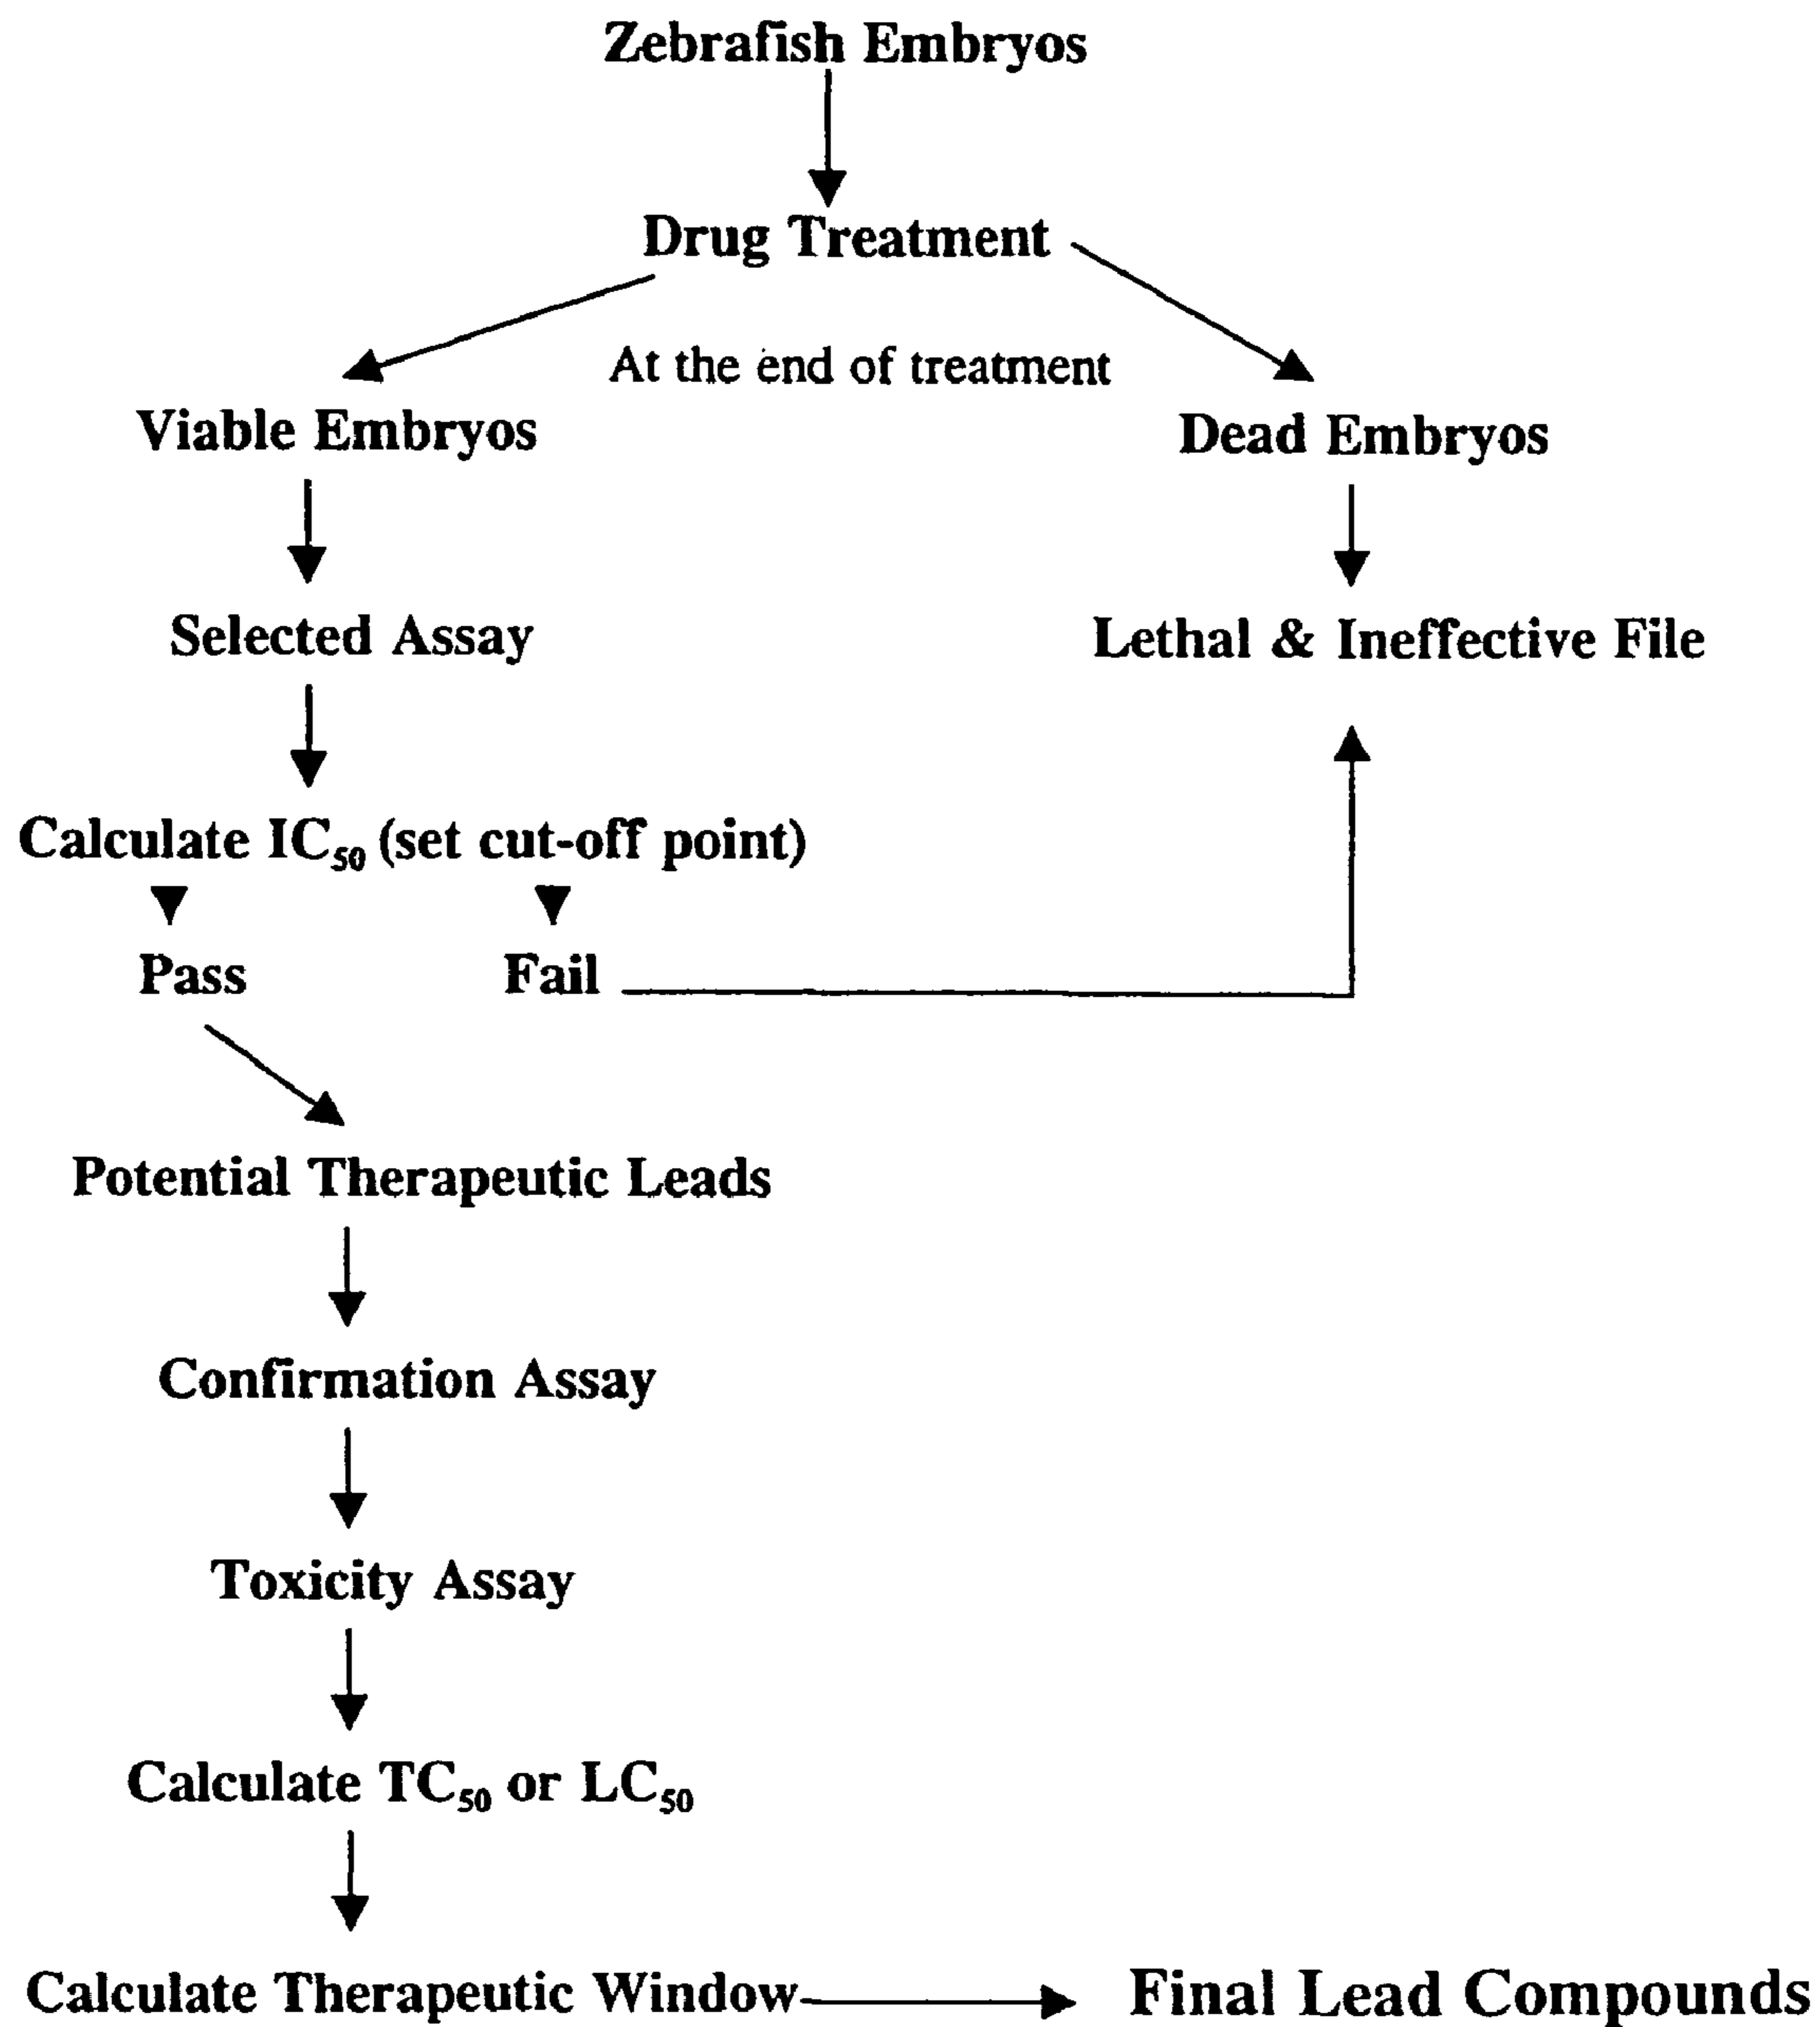 Zebrafish Embryos
Drug Treatment
At the end of treatment
Viable Embryos
Dead Embryos
Selected Assay
Lethal & Ineffective File
Calculate IC₅₀ (set cut-off point)
Pass
Fail
Potential Therapeutic Leads
Confirmation Assay
Toxicity Assay
Calculate TC₅₀ or LC₅₀
Calculate Therapeutic Window
Final Lead Compounds